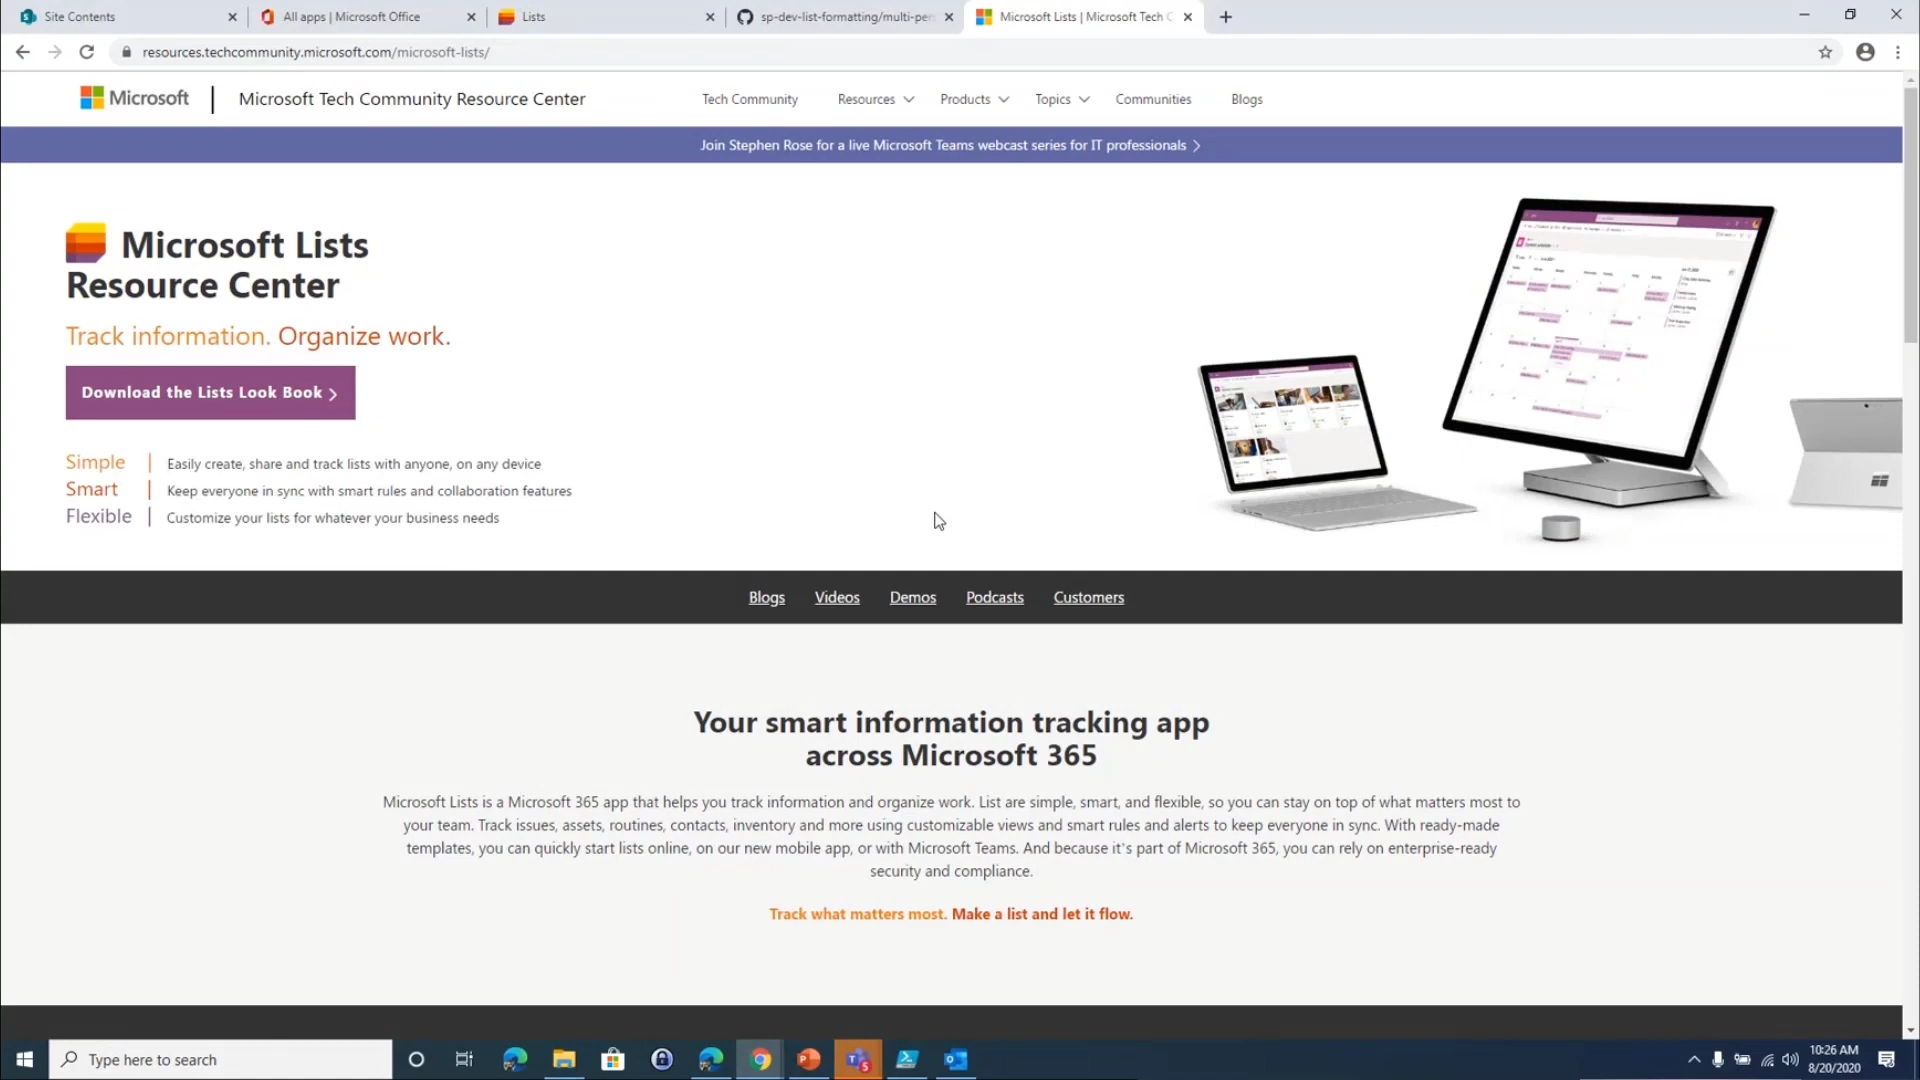 Site Contents
All apps | Microsoft Office
Lists
sp-dev-list-formatting/multi-per
Microsoft Lists | Microsoft Tech C
resources.techcommunity.microsoft.com/microsoft-lists/
Microsoft
Microsoft Tech Community Resource Center
Tech Community
Resources
Products
Topics
Communities
Blogs
Join Stephen Rose for a live Microsoft Teams webcast series for IT professionals
Microsoft Lists
Resource Center
Track information. Organize work.
Download the Lists Look Book
Simple | Easily create, share and track lists with anyone, on any device
Smart | Keep everyone in sync with smart rules and collaboration features
Flexible | Customize your lists for whatever your business needs
Blogs
Videos
Demos
Podcasts
Customers
Your smart information tracking app
across Microsoft 365
Microsoft Lists is a Microsoft 365 app that helps you track information and organize work. List are simple, smart, and flexible, so you can stay on top of what matters most to
your team. Track issues, assets, routines, contacts, inventory and more using customizable views and smart rules and alerts to keep everyone in sync. With ready-made
templates, you can quickly start lists online, on our new mobile app, or with Microsoft Teams. And because it's part of Microsoft 365, you can rely on enterprise-ready
security and compliance.
Track what matters most. Make a list and let it flow.
Type here to search
10:26 AM
8/20/2020